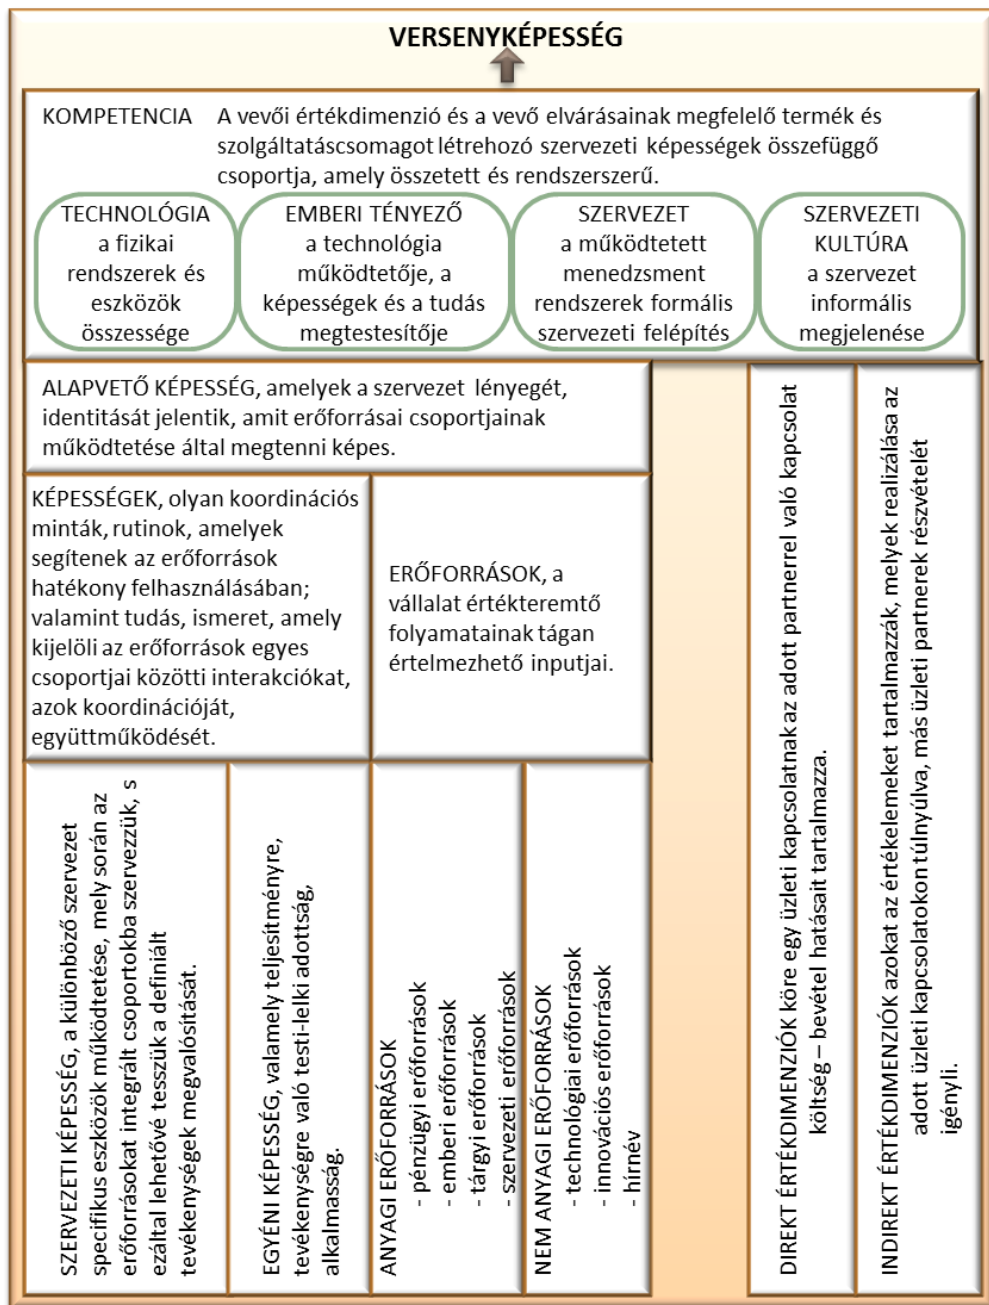 VERSENYKÉPESSÉG
KOMPETENCIA A vevői értékdimenzió és a vevő elvárásainak megfelelő termék és
szolgáltatáscsomagot létrehozó szervezeti képességek összefüggő
csoportja, amely összetett és rendszerszerű.
TECHNOLÓGIA
a fizikai
rendszerek és
eszközök
összessége
EMBERI TÉNYEZŐ
a technológia
működtetője, a
képességek és a tudás
megtestesítője
SZERVEZET
a működtetett
menedzsment
rendszerek formális
szervezeti felépítés
SZERVEZETI
KULTÚRA
a szervezet
informális
megjelenése
ALAPVETŐ KÉPESSÉG, amelyek a szervezet lényegét,
identitását jelentik, amit erőforrásai csoportjainak
működtetése által megtenni képes.
KÉPESSÉGEK, olyan koordinációs
minták, rutinok, amelyek
segítenek az erőforrások
hatékony felhasználásában;
valamint tudás, ismeret, amely
kijelöli az erőforrások egyes
csoportjai közötti interakciókat,
azok koordinációját,
együttműködését.
ERŐFORRÁSOK, a
vállalat értékteremtő
folyamatainak tágan
értelmezhető inputjai.
SZERVEZETI KÉPESSÉG, a különböző szervezet
specifikus eszközök működtetése, mely során az
erőforrásokat integrált csoportokba szervezzük, s
ezáltal lehetővé tesszük a definiált
tevékenységek megvalósítását.
EGYÉNI KÉPESSÉG, valamely teljesítményre,
tevékenységre való testi-lelki adottság,
alkalmasság.
ANYAGI ERŐFORRÁSOK
- pénzügyi erőforrások
- emberi erőforrások
- tárgyi erőforrások
- szervezeti erőforrások
NEM ANYAGI ERŐFORRÁSOK
- technológiai erőforrások
- innovációs erőforrások
- hírnév
DIREKT ÉRTÉKDIMENZIÓK köre egy üzleti kapcsolatnak az adott partnerrel való kapcsolat
költség – bevétel hatásait tartalmazza.
INDIREKT ÉRTÉKDIMENZIÓK azokat az értékelemeket tartalmazzák, melyek realizálása az
adott üzleti kapcsolatokon túlnyúlva, más üzleti partnerek részvételét
igényli.